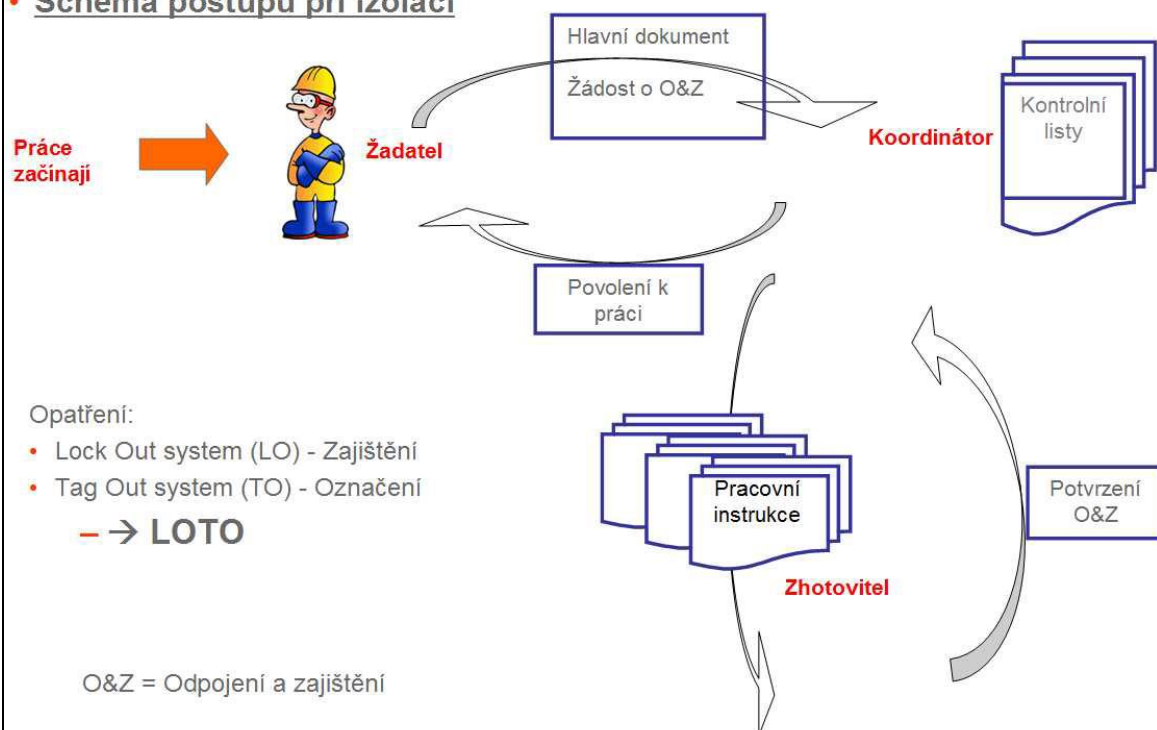 • Schéma postupu při izolaci
Hlavní dokument
Žádost o O&Z
Kontrolní
listy
Koordinátor
Práce
začínají
Žadatel
Povolení k
práci
Opatření:
• Lock Out system (LO) - Zajištění
• Tag Out system (TO) - Označení
– → LOTO
Pracovní
instrukce
Potvrzení
O&Z
Zhotovitel
O&Z = Odpojení a zajištění